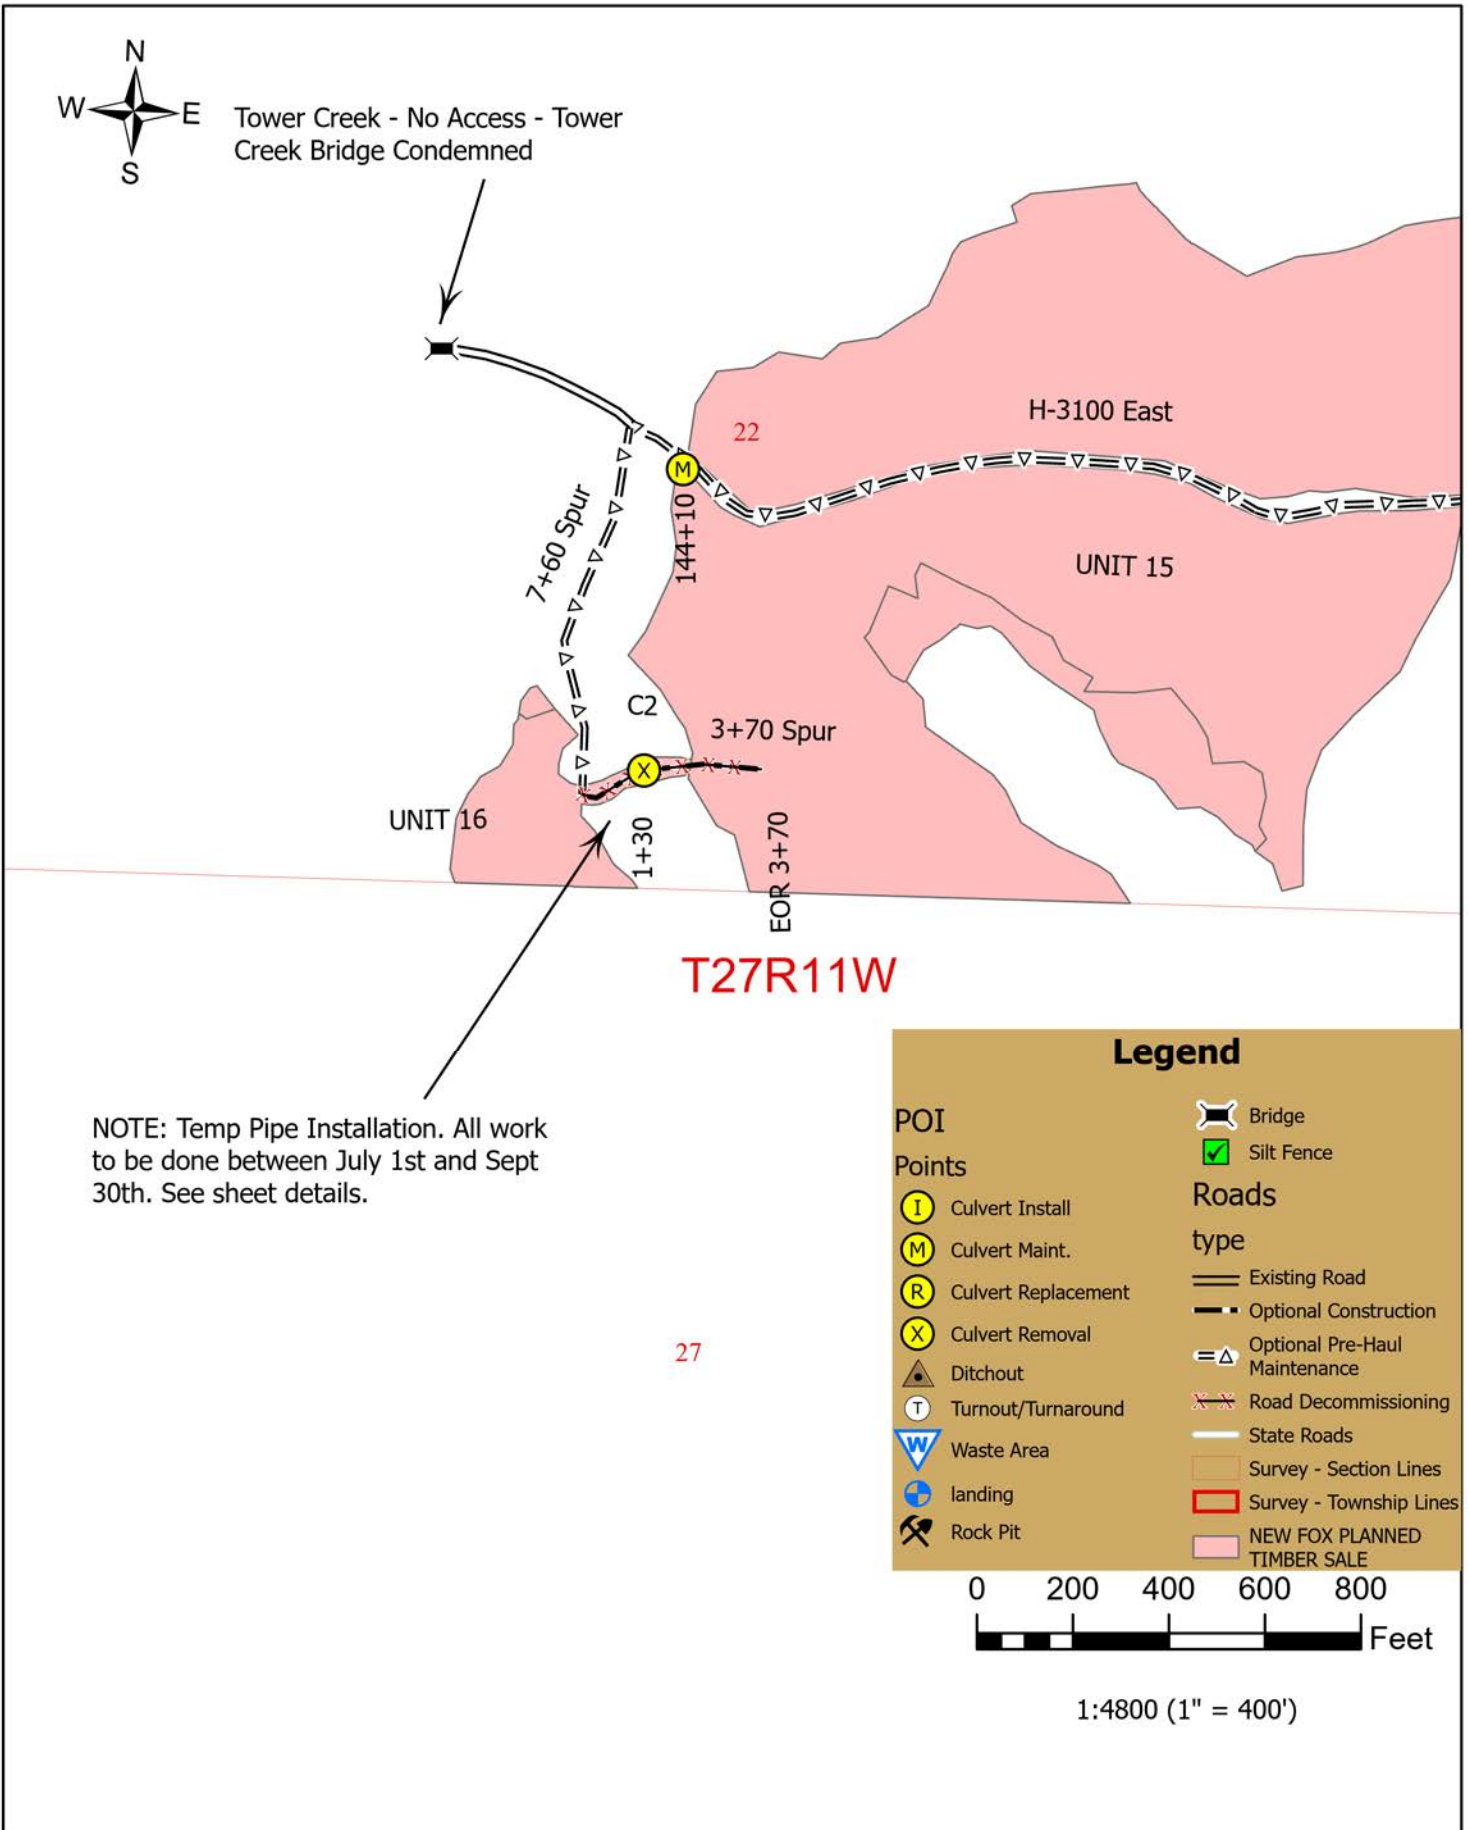 N
W
E
S
Tower Creek - No Access - Tower
Creek Bridge Condemned
H-3100 East
22
M
144+10
7+60 Spur
UNIT 15
C2
3+70 Spur
X
UNIT 16
1+30
EOR 3+70
T27R11W
NOTE: Temp Pipe Installation. All work
to be done between July 1st and Sept
30th. See sheet details.
27
Legend
POI
Points
I Culvert Install
M Culvert Maint.
R Culvert Replacement
X Culvert Removal
Ditchout
T Turnout/Turnaround
W Waste Area
landing
Rock Pit
Bridge
Silt Fence
Roads
type
Existing Road
Optional Construction
Optional Pre-Haul
Maintenance
X X Road Decommissioning
State Roads
Survey - Section Lines
Survey - Township Lines
NEW FOX PLANNED
TIMBER SALE
0 200 400 600 800
Feet
1:4800 (1" = 400')